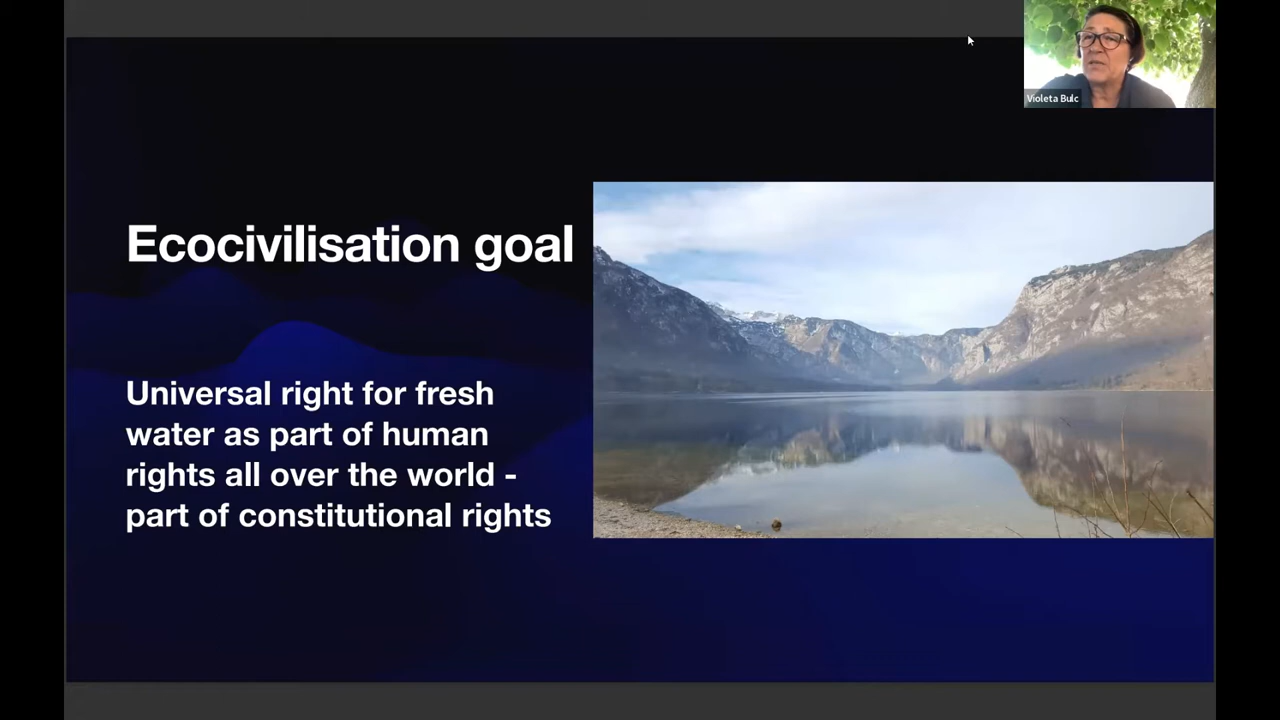 Violeta Bulc
Ecocivilisation goal
Universal right for fresh
water as part of human
rights all over the world -
part of constitutional rights